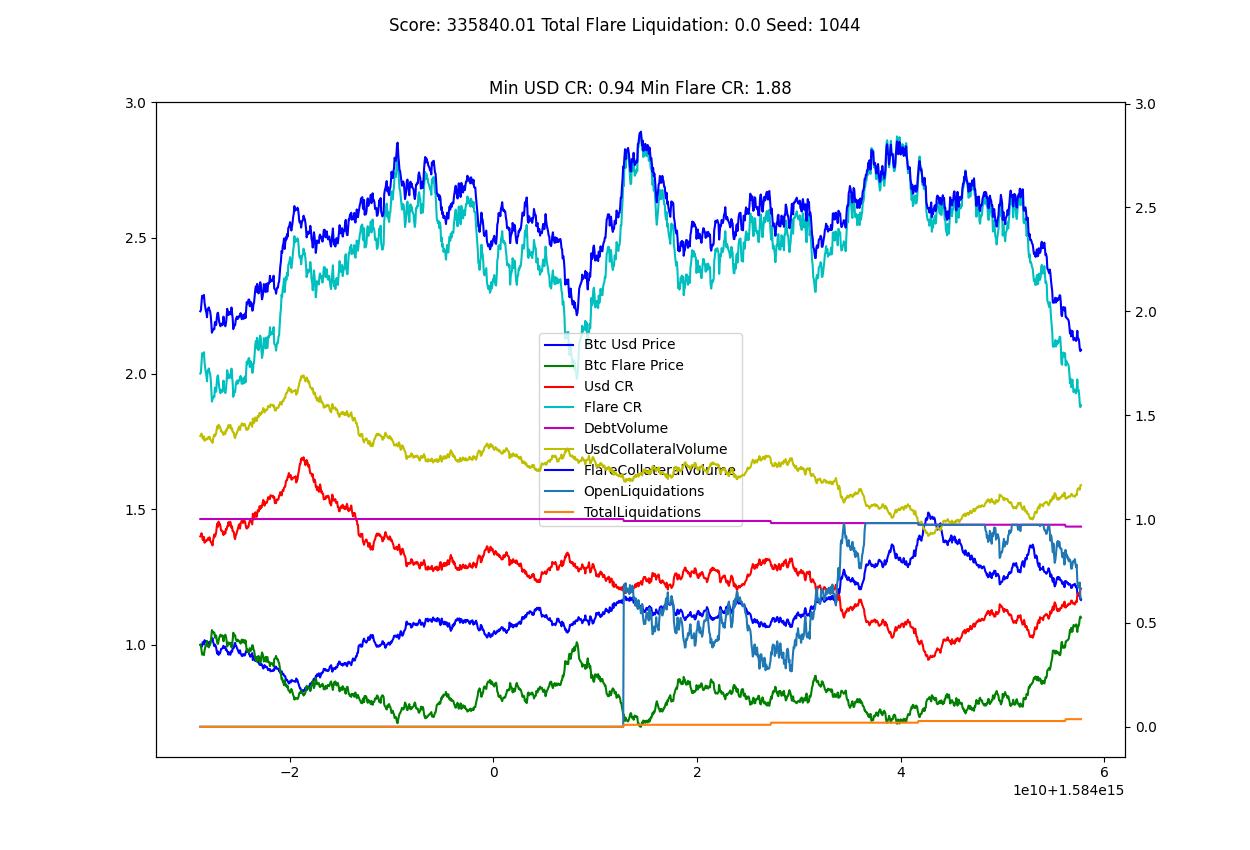 Score: 335840.01 Total Flare Liquidation: 0.0 Seed: 1044
Min USD CR: 0.94 Min Flare CR: 1.88
3.0
2.5
2.0
1.5
1.0
3.0
2.5
2.0
1.5
1.0
0.5
0.0
Btc Usd Price
Btc Flare Price
Usd CR
Flare CR
DebtVolume
UsdCollateralVolume
FlareCollateralVolume
OpenLiquidations
TotalLiquidations
−2 0 2 4 6
1e10+1.584e15